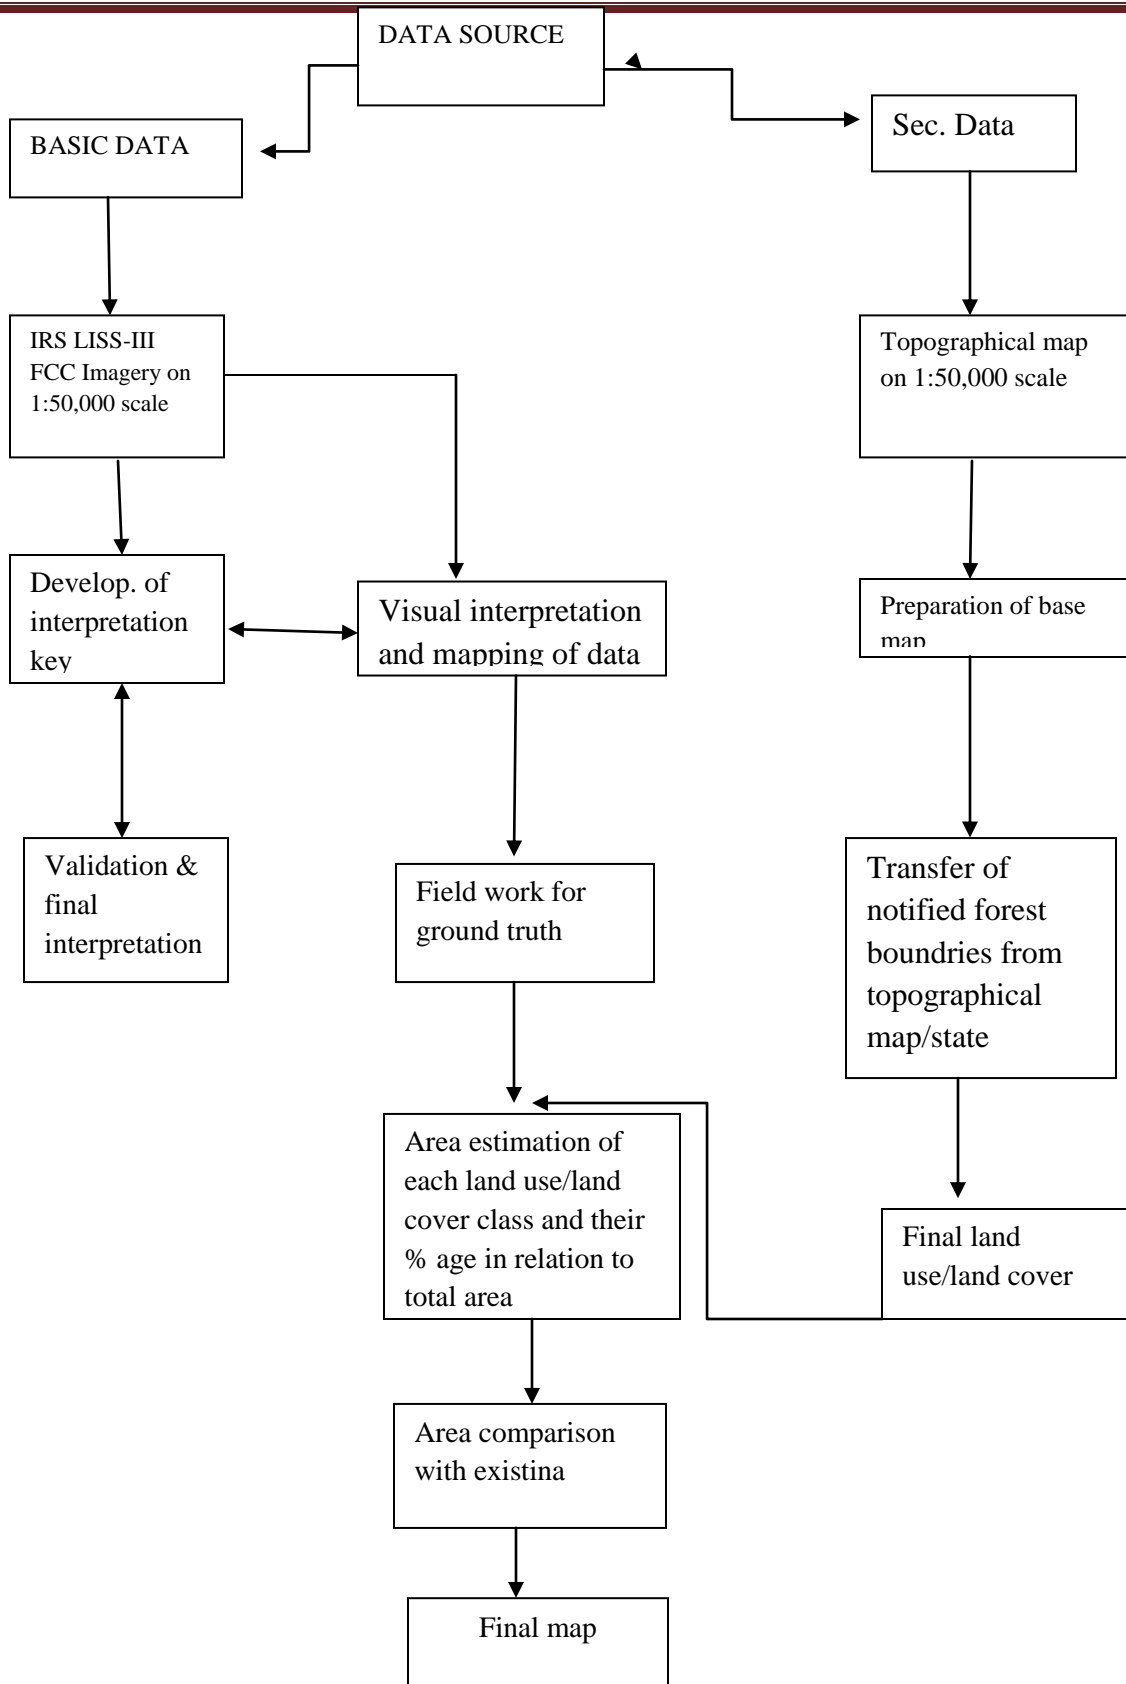 DATA SOURCE
BASIC DATA
Sec. Data
IRS LISS-III
FCC Imagery on
1:50,000 scale
Topographical map
on 1:50,000 scale
Develop. of
interpretation
key
Visual interpretation
and mapping of data
Preparation of base
map
Validation &
final
interpretation
Field work for
ground truth
Transfer of
notified forest
boundries from
topographical
map/state
Area estimation of
each land use/land
cover class and their
% age in relation to
total area
Final land
use/land cover
Area comparison
with existing
Final map